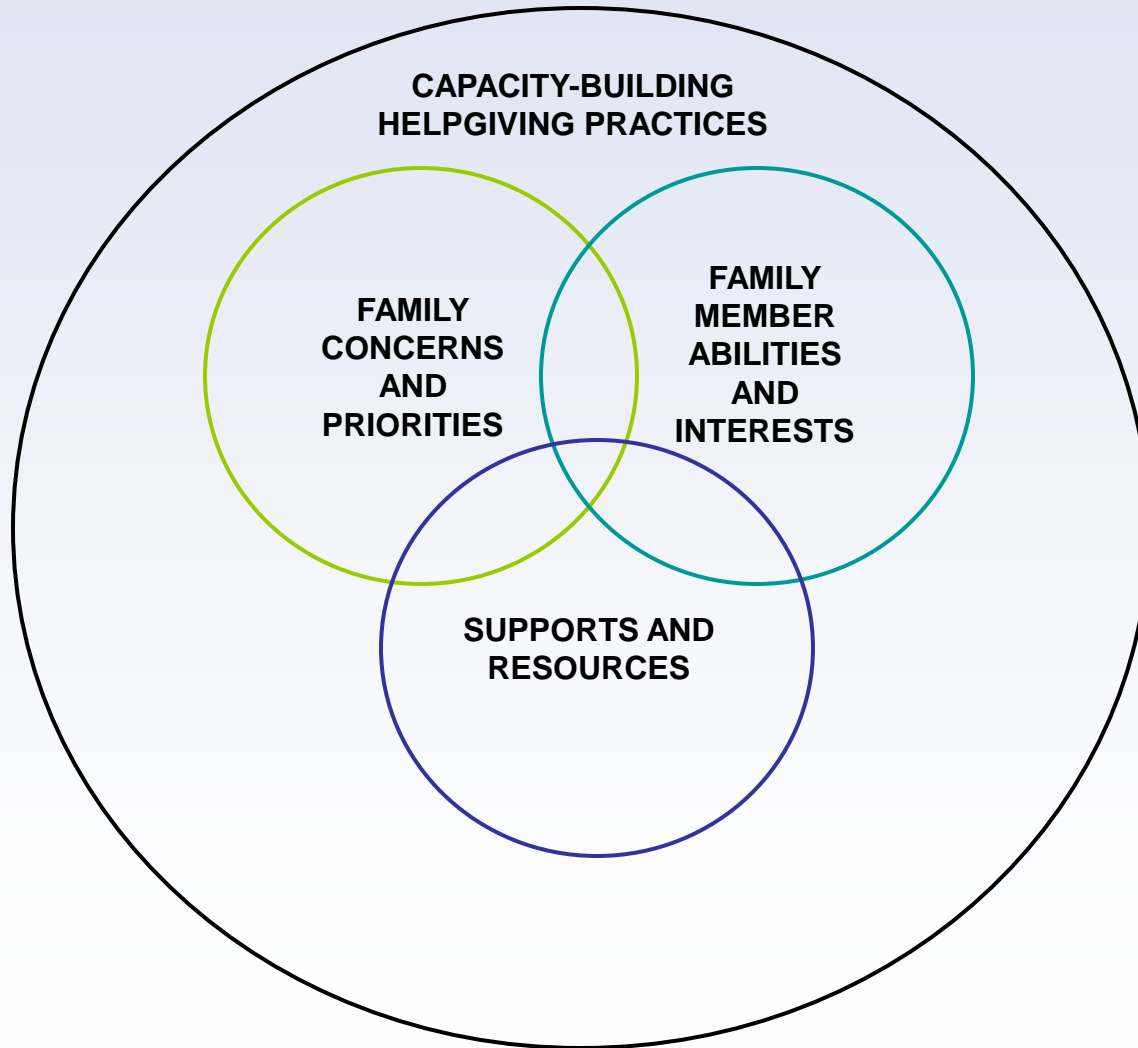 CAPACITY-BUILDING
HELPGIVING PRACTICES
FAMILY
CONCERNS
AND
PRIORITIES
FAMILY
MEMBER
ABILITIES
AND
INTERESTS
SUPPORTS AND
RESOURCES